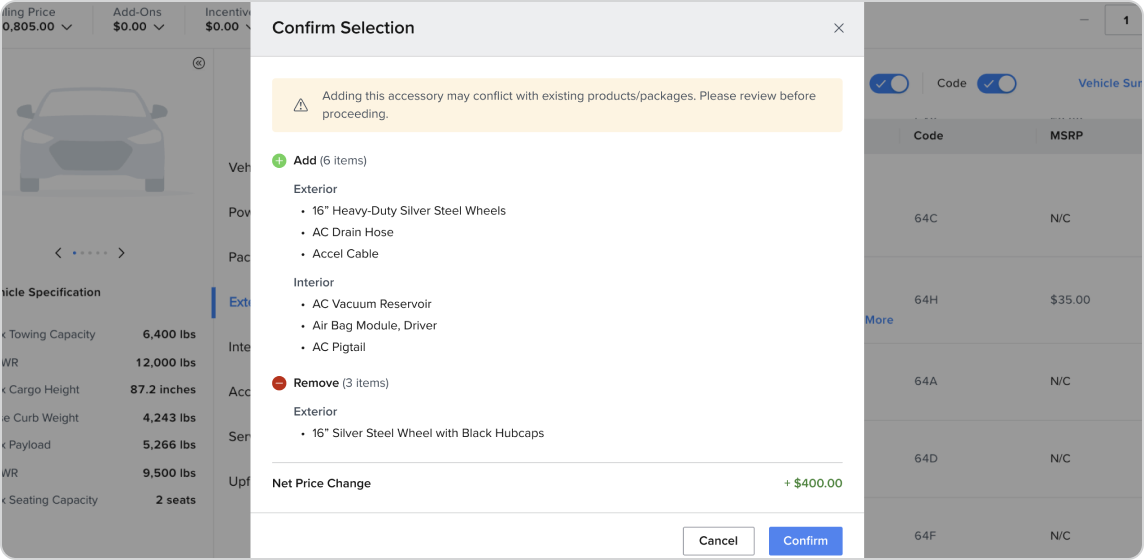 ling Price
0,805.00
Add-Ons
$0.00
Incentiv
$0.00
Confirm Selection
1
Adding this accessory may conflict with existing products/packages. Please review before
proceeding.
Code
Vehicle Sur
Add (6 items)
Exterior
• 16” Heavy-Duty Silver Steel Wheels
• AC Drain Hose
• Accel Cable
Interior
• AC Vacuum Reservoir
• Air Bag Module, Driver
• AC Pigtail
Remove (3 items)
Exterior
• 16” Silver Steel Wheel with Black Hubcaps
Net Price Change
+ $400.00
Cancel
Confirm
hicle Specification
x Towing Capacity
6,400 lbs
WR
12,000 lbs
x Cargo Height
87.2 inches
se Curb Weight
4,243 lbs
x Payload
5,266 lbs
WR
9,500 lbs
x Seating Capacity
2 seats
Veh
Pow
Pac
Exte
Inte
Acc
Serv
Upf
Code
MSRP
64C
N/C
64H
$35.00
More
64A
N/C
64D
N/C
64F
N/C